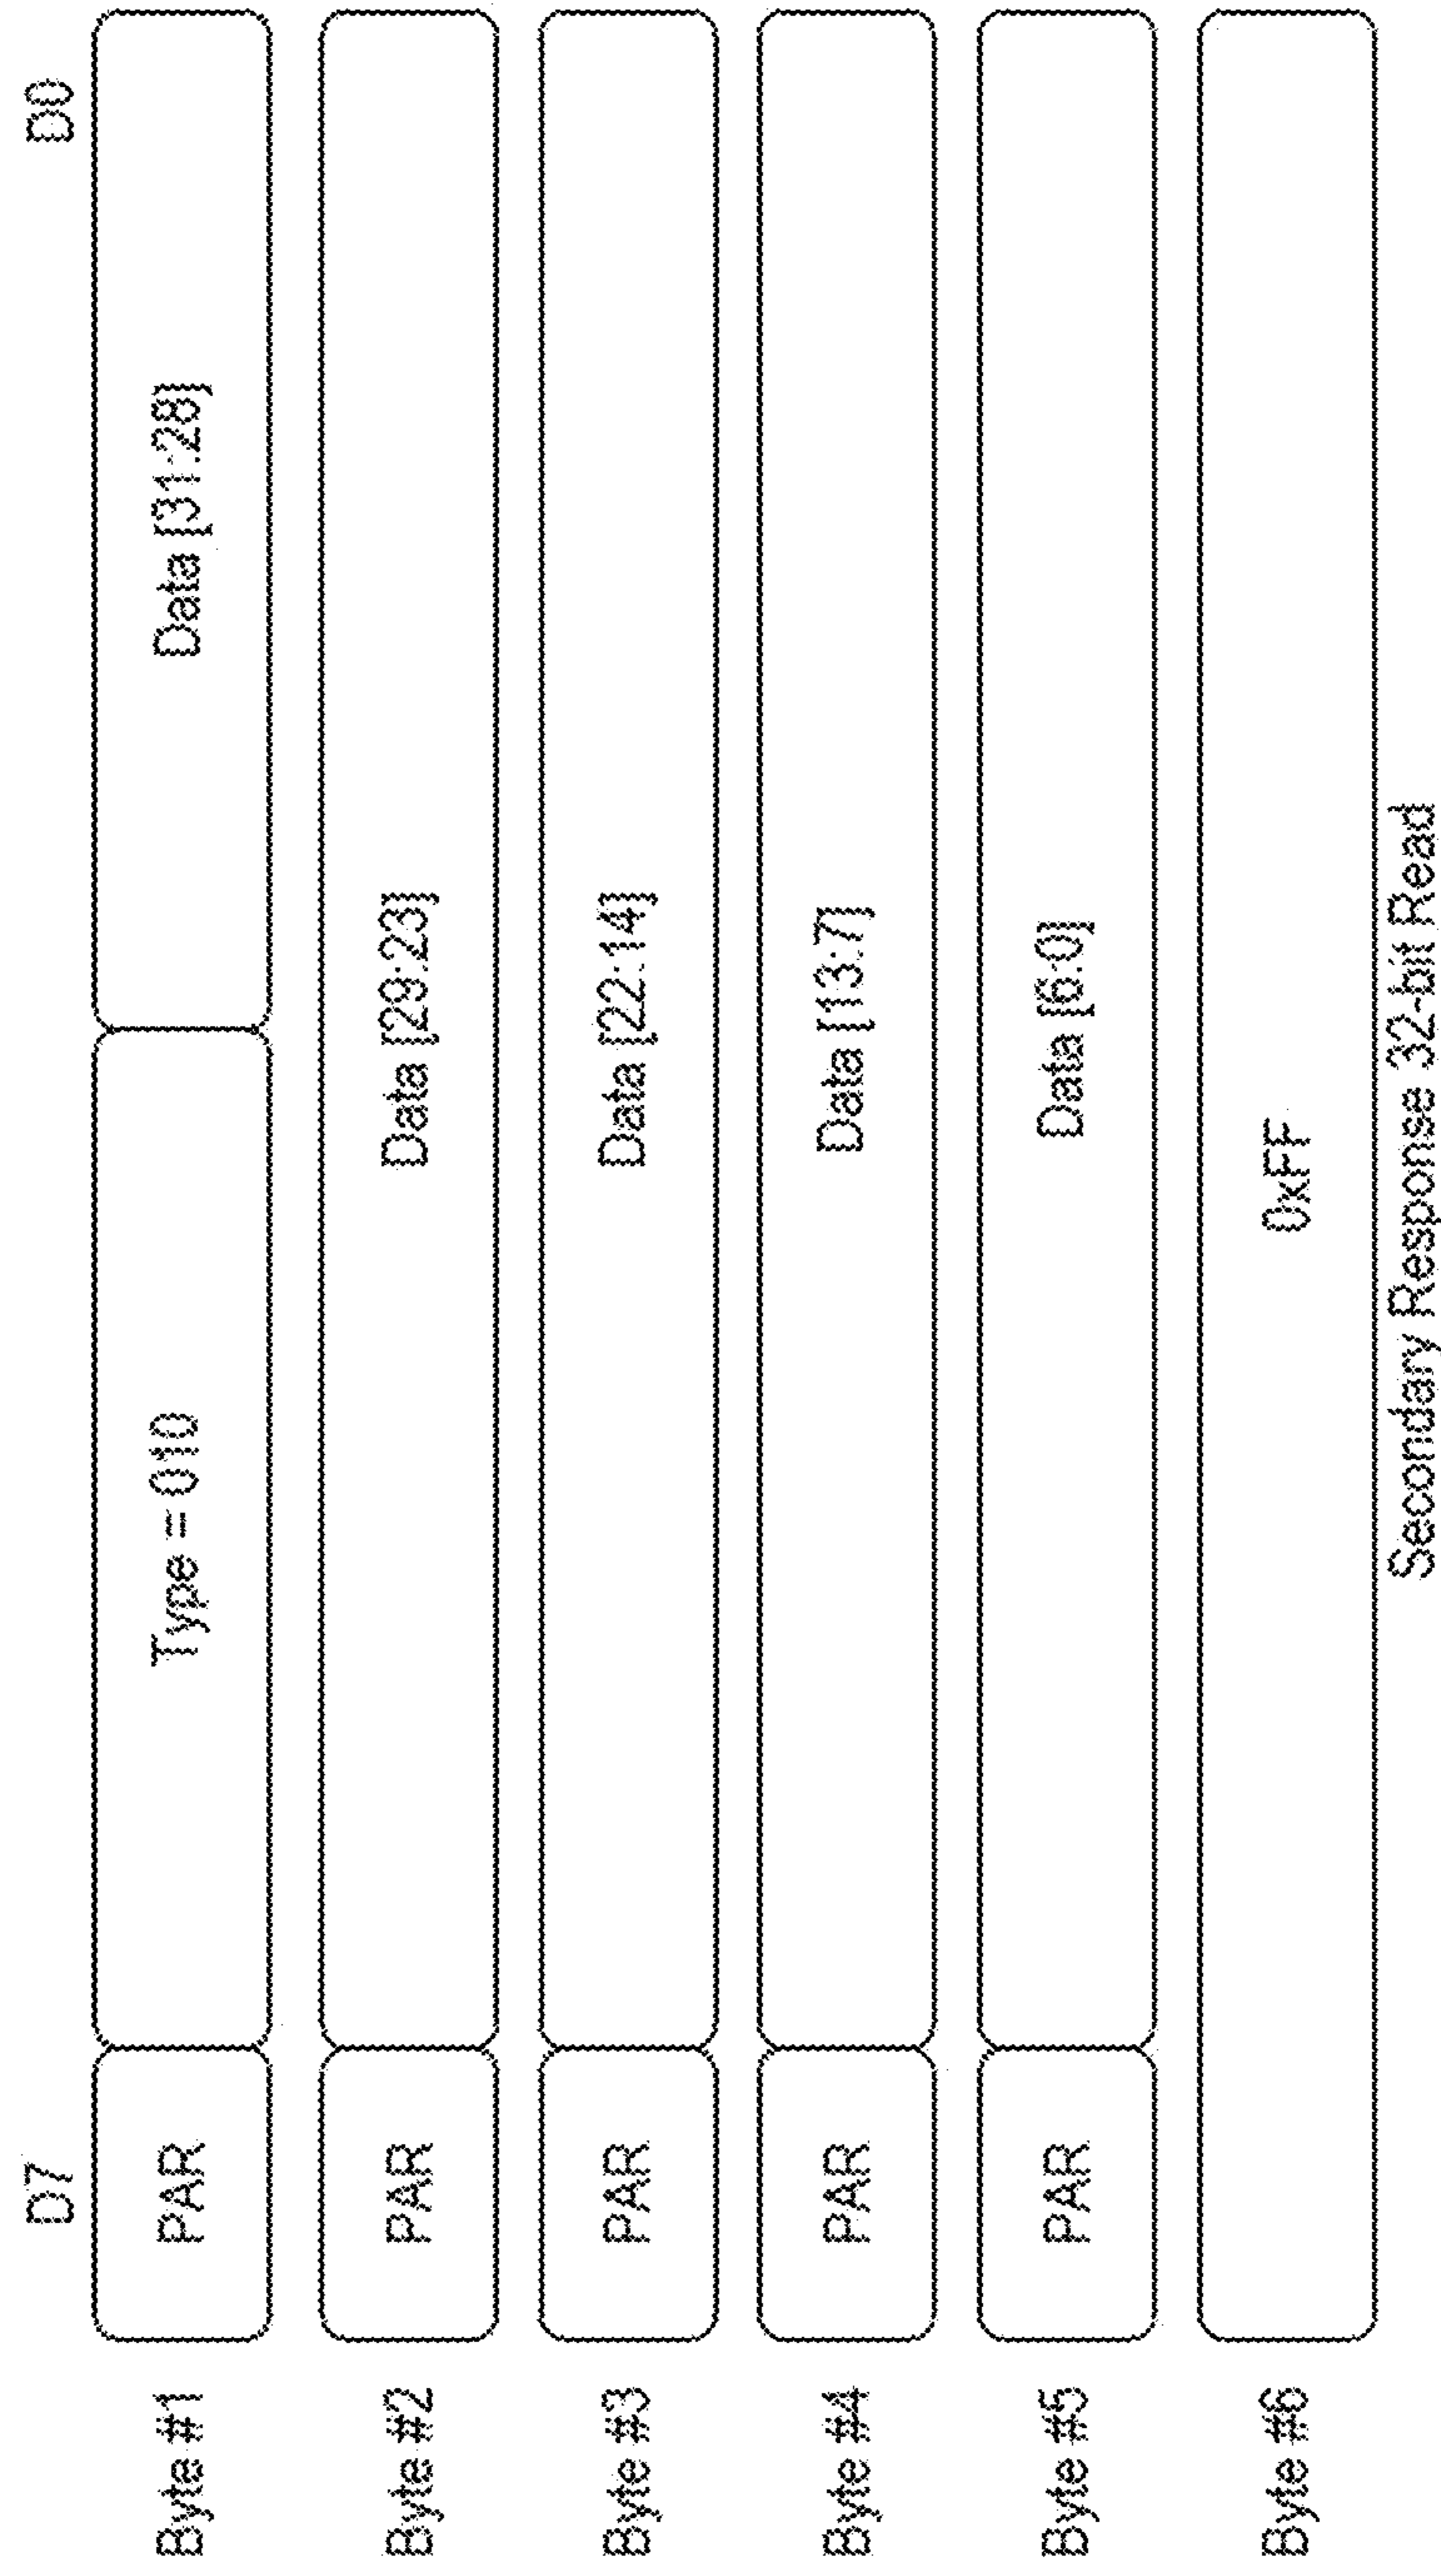 D7 D0
Byte #1 PAR Type = 010 Data [31:28]
Byte #2 PAR Data [29:23]
Byte #3 PAR Data [22:14]
Byte #4 PAR Data [13:7]
Byte #5 PAR Data [6:0]
Byte #6 0xFF
Secondary Response 32-bit Read